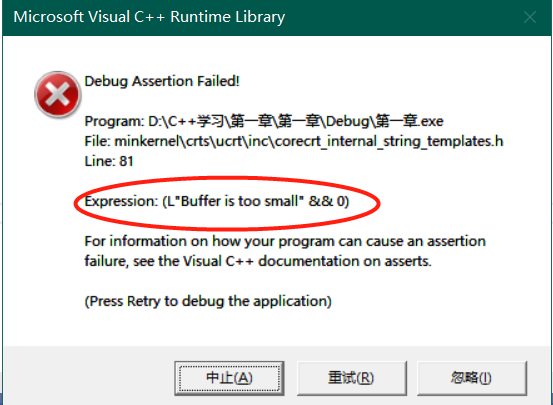 Microsoft Visual C++ Runtime Library
Debug Assertion Failed!
Program: D:\C++学习\第一章\第一章\Debug\第一章.exe
File: minkernel\crts\ucrt\inc\corecrt_internal_string_templates.h
Line: 81
Expression: (L"Buffer is too small" && 0)
For information on how your program can cause an assertion
failure, see the Visual C++ documentation on asserts.
(Press Retry to debug the application)
中止(A) 重试(R) 忽略(I)